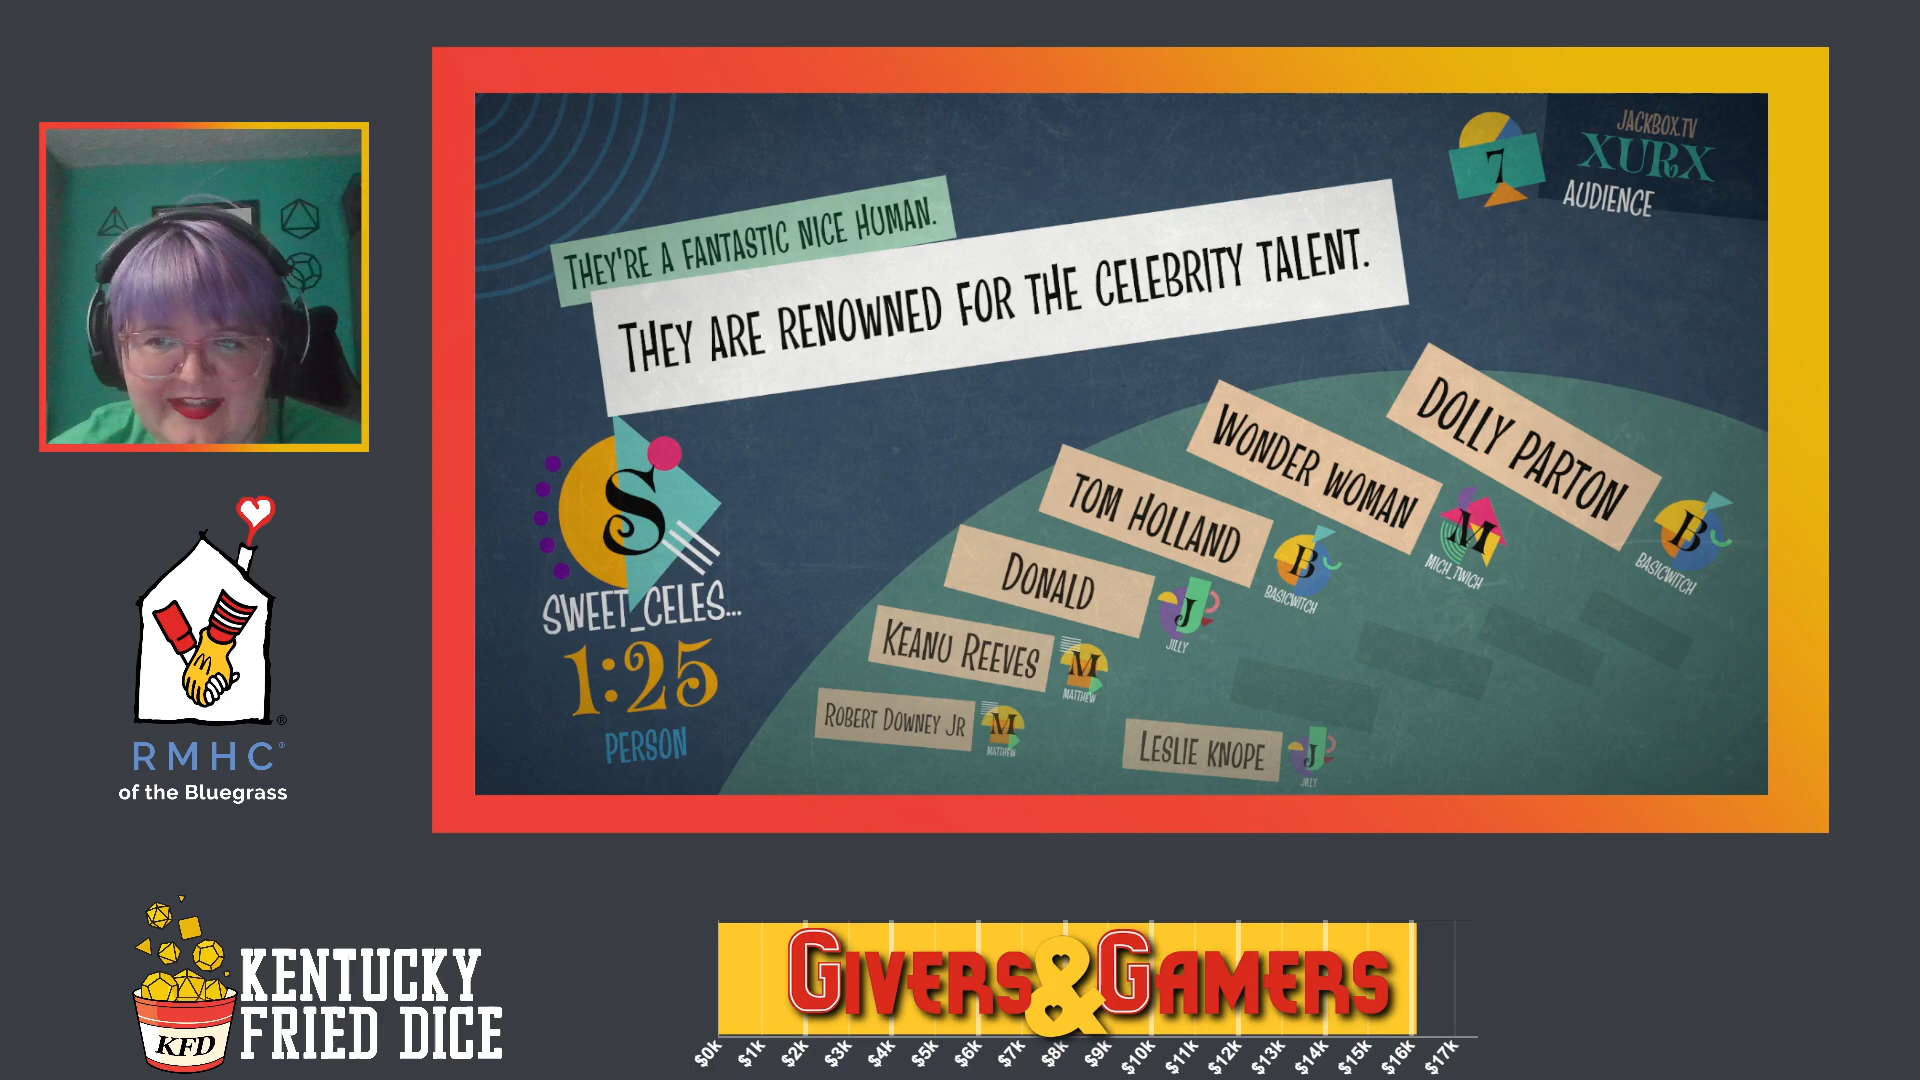 JACKBOX.TV
XURX
7
AUDIENCE
THEY'RE A FANTASTIC NICE HUMAN.
THEY ARE RENOWNED FOR THE CELEBRITY TALENT.
DOLLY PARTON
B
BASICWITCH
WONDER WOMAN
M
MICH_TWICH
TOM HOLLAND
B
BASICWITCH
DONALD
J
JILLY
KEANU REEVES
M
MATTHEW
ROBERT DOWNEY JR
M
MATTHEW
LESLIE KNOPE
J
JILLY
S
SWEET_CELES...
1:25
PERSON
RMHC®
of the Bluegrass
®
KENTUCKY
FRIED DICE
KFD
GIVERS & GAMERS
$0k $1k $2k $3k $4k $5k $6k $7k $8k $9k $10k $11k $12k $13k $14k $15k $16k $17k